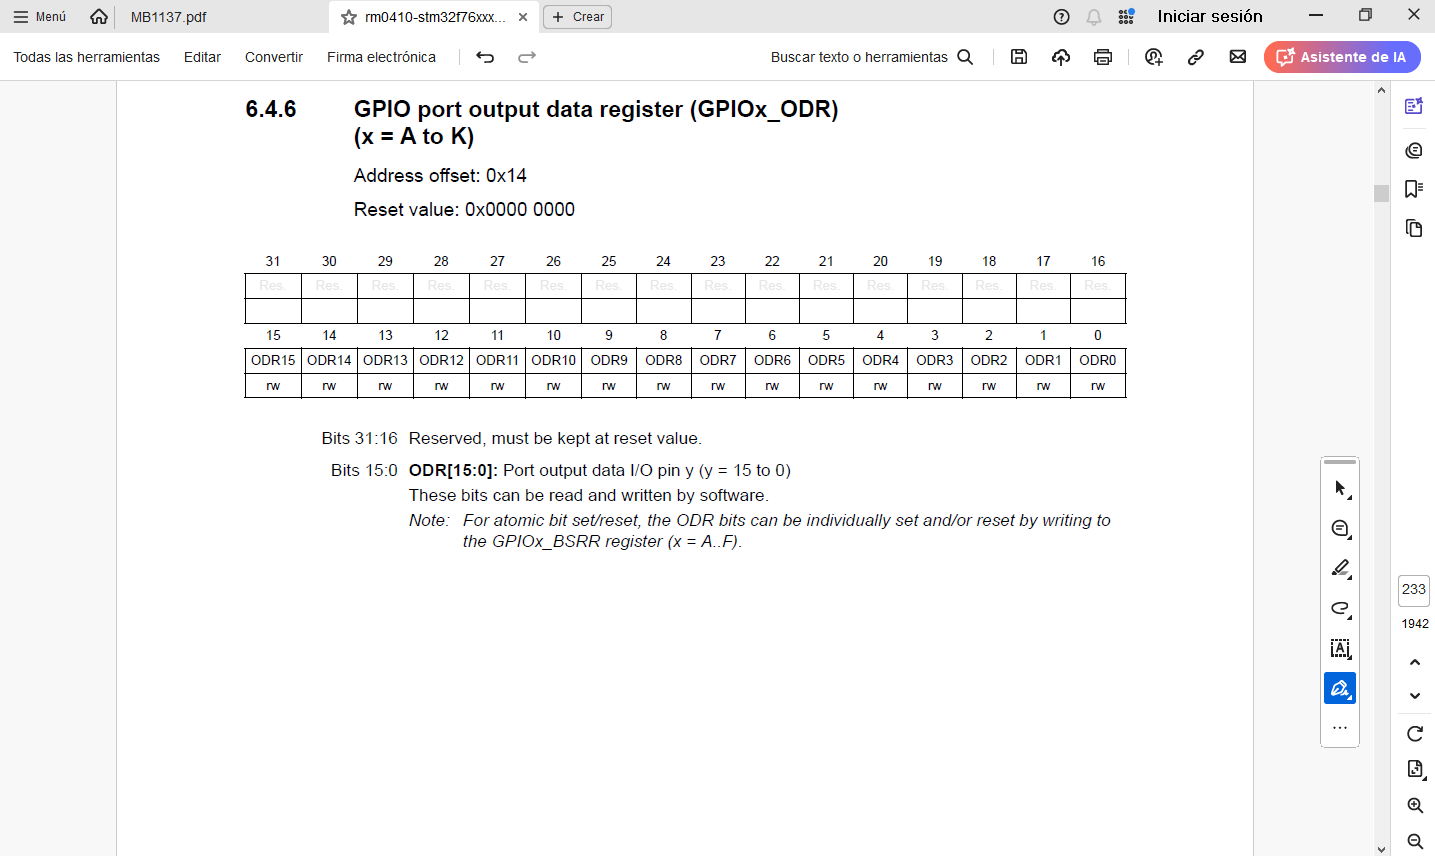 Menú
MB1137.pdf
rm0410-stm32f76xxx...
Crear
Iniciar sesión
Todas las herramientas
Editar
Convertir
Firma electrónica
Buscar texto o herramientas
Asistente de IA
6.4.6 GPIO port output data register (GPIOx_ODR)
(x = A to K)
Address offset: 0x14
Reset value: 0x0000 0000
31 30 29 28 27 26 25 24 23 22 21 20 19 18 17 16
Res. Res. Res. Res. Res. Res. Res. Res. Res. Res. Res. Res. Res. Res. Res. Res.
15 14 13 12 11 10 9 8 7 6 5 4 3 2 1 0
ODR15 ODR14 ODR13 ODR12 ODR11 ODR10 ODR9 ODR8 ODR7 ODR6 ODR5 ODR4 ODR3 ODR2 ODR1 ODR0
rw rw rw rw rw rw rw rw rw rw rw rw rw rw rw rw
Bits 31:16 Reserved, must be kept at reset value.
Bits 15:0 ODR[15:0]: Port output data I/O pin y (y = 15 to 0)
These bits can be read and written by software.
Note: For atomic bit set/reset, the ODR bits can be individually set and/or reset by writing to
the GPIOx_BSRR register (x = A..F).
233
1942